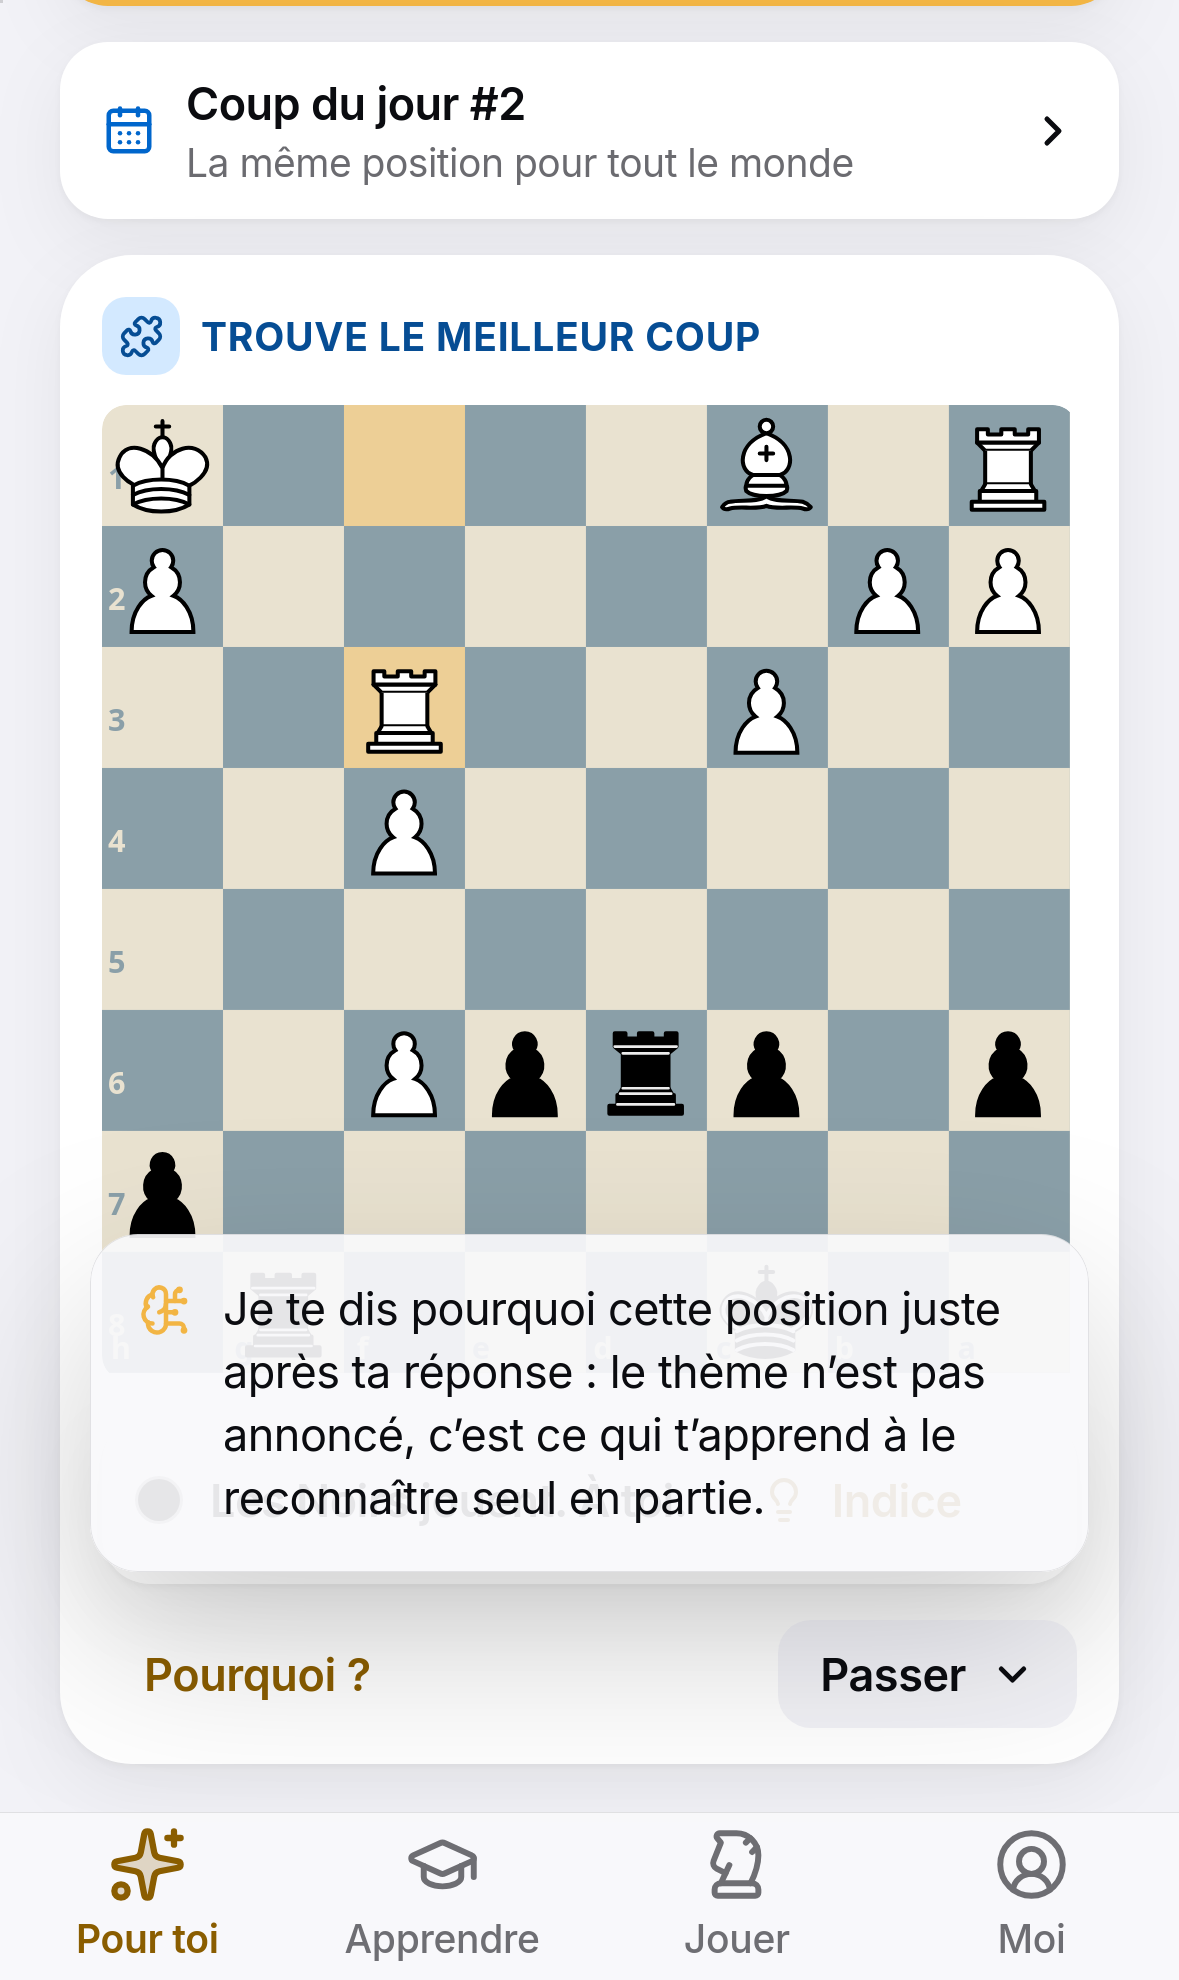 Coup du jour #2
La même position pour tout le monde
TROUVE LE MEILLEUR COUP
1
2
3
4
5
6
7
8
h f e d c b a
Je te dis pourquoi cette position juste
après ta réponse : le thème n’est pas
annoncé, c’est ce qui t’apprend à le
reconnaître seul en partie.
Indice
Pourquoi ?
Passer
Pour toi
Apprendre
Jouer
Moi